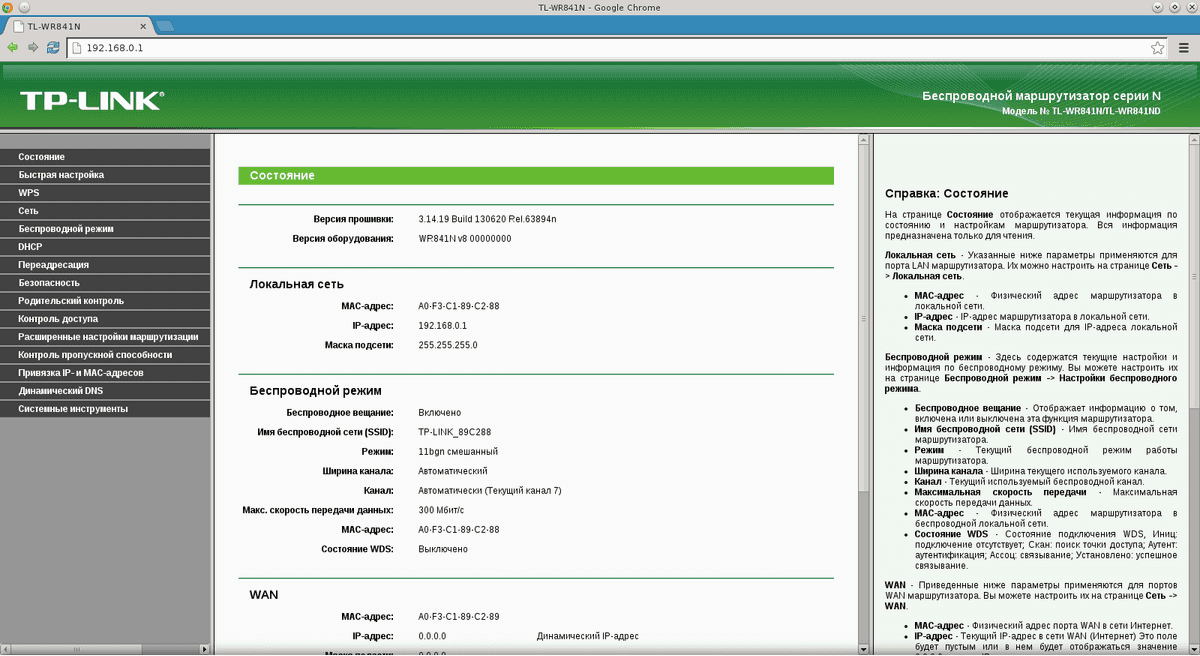 TL-WR841N - Google Chrome
TL-WR841N
192.168.0.1
TP-LINK®
Беспроводной маршрутизатор серии N
Модель № TL-WR841N/TL-WR841ND
Состояние
Быстрая настройка
WPS
Сеть
Беспроводной режим
DHCP
Переадресация
Безопасность
Родительский контроль
Контроль доступа
Расширенные настройки маршрутизации
Контроль пропускной способности
Привязка IP- и MAC-адресов
Динамический DNS
Системные инструменты
Состояние
Версия прошивки: 3.14.19 Build 130620 Rel.63894n
Версия оборудования: WR841N v8 00000000
Локальная сеть
MAC-адрес: A0-F3-C1-89-C2-88
IP-адрес: 192.168.0.1
Маска подсети: 255.255.255.0
Беспроводной режим
Беспроводное вещание: Включено
Имя беспроводной сети (SSID): TP-LINK_89C288
Режим: 11bgn смешанный
Ширина канала: Автоматический
Канал: Автоматически (Текущий канал 7)
Макс. скорость передачи данных: 300 Мбит/с
MAC-адрес: A0-F3-C1-89-C2-88
Состояние WDS: Выключено
WAN
MAC-адрес: A0-F3-C1-89-C2-89
IP-адрес: 0.0.0.0 Динамический IP-адрес
Маска подсети: 0.0.0.0
Справка: Состояние
На странице Состояние отображается текущая информация по
состоянию и настройкам маршрутизатора. Вся информация
предназначена только для чтения.
Локальная сеть - Указанные ниже параметры применяются для
порта LAN маршрутизатора. Их можно настроить на странице Сеть -
> Локальная сеть.
• MAC-адрес - Физический адрес маршрутизатора в
локальной сети.
• IP-адрес - IP-адрес маршрутизатора в локальной сети.
• Маска подсети - Маска подсети для IP-адреса локальной
сети.
Беспроводной режим - Здесь содержатся текущие настройки и
информация по беспроводному режиму. Вы можете настроить их
на странице Беспроводной режим -> Настройки беспроводного
режима.
• Беспроводное вещание - Отображает информацию о том,
включена или выключена эта функция маршрутизатора.
• Имя беспроводной сети (SSID) - Имя беспроводной сети
маршрутизатора.
• Режим - Текущий беспроводной режим работы
маршрутизатора.
• Ширина канала - Ширина текущего используемого канала.
• Канал - Текущий используемый беспроводной канал.
• Максимальная скорость передачи - Максимальная
скорость передачи данных.
• MAC-адрес - Физический адрес маршрутизатора в
беспроводной локальной сети.
• Состояние WDS - Состояние подключения WDS, Иниц:
подключение отсутствует; Скан: поиск точки доступа; Аутент:
аутентификация; Ассоц: связывание; Установлено: успешное
связывание.
WAN - Приведенные ниже параметры применяются для портов
WAN маршрутизатора. Вы можете настроить их на странице Сеть ->
WAN.
• MAC-адрес - Физический адрес порта WAN в сети Интернет.
• IP-адрес - Текущий IP-адрес в сети WAN (Интернет) Это поле
будет пустым или в нем будет отображаться значение